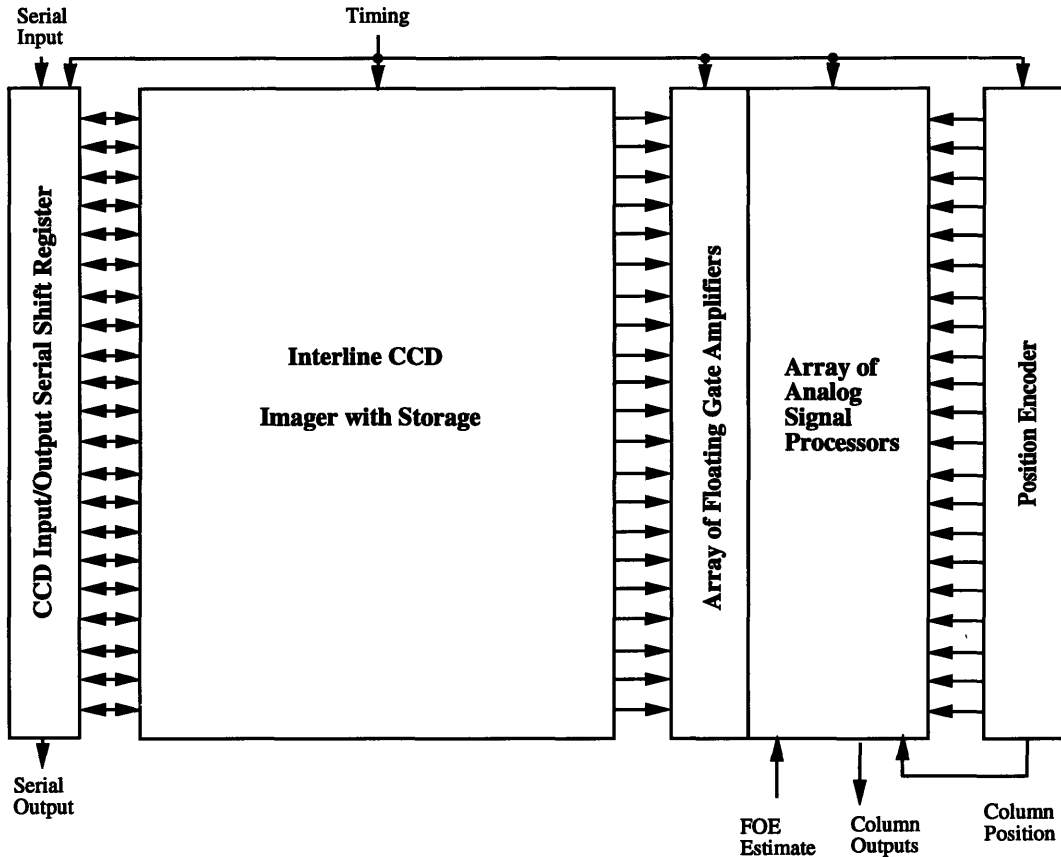 Serial
Input
Timing
CCD Input/Output Serial Shift Register
Interline CCD
Imager with Storage
Array of Floating Gate Amplifiers
Array of
Analog
Signal
Processors
Position Encoder
Serial
Output
FOE
Estimate
Column
Outputs
Column
Position